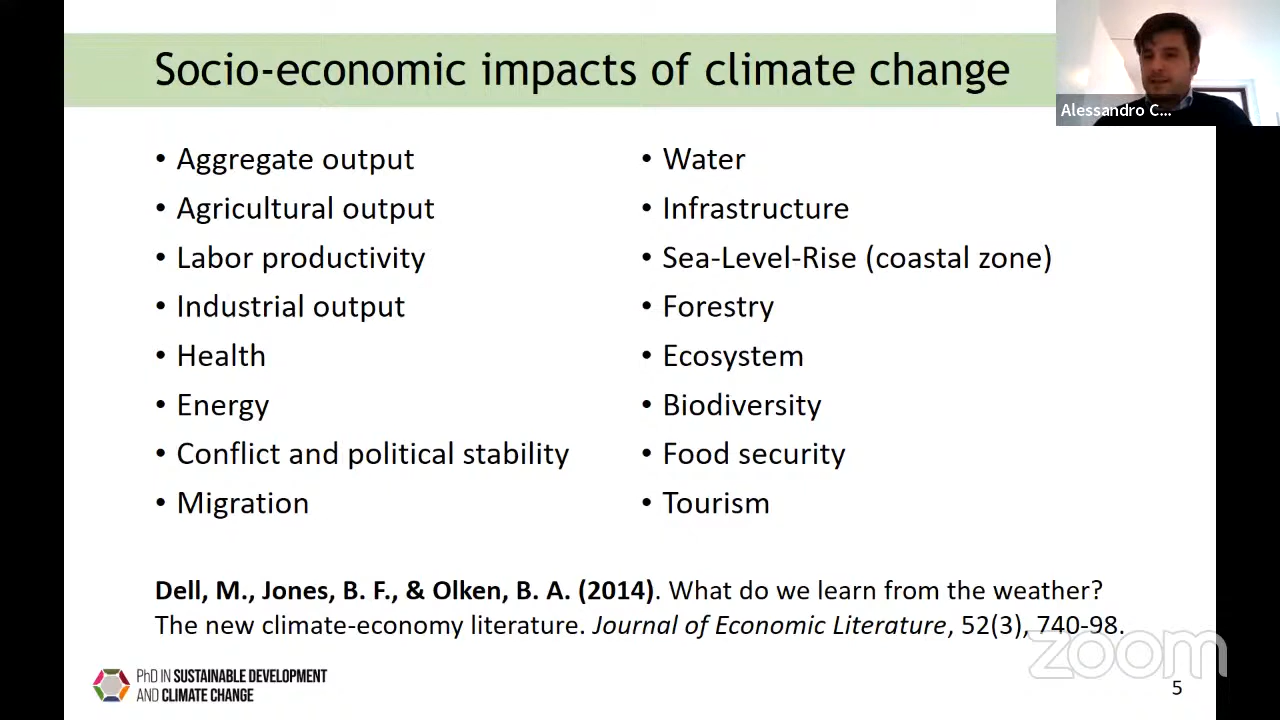 Socio-economic impacts of climate change
Alessandro C...
• Aggregate output
• Agricultural output
• Labor productivity
• Industrial output
• Health
• Energy
• Conflict and political stability
• Migration
• Water
• Infrastructure
• Sea-Level-Rise (coastal zone)
• Forestry
• Ecosystem
• Biodiversity
• Food security
• Tourism
Dell, M., Jones, B. F., & Olken, B. A. (2014). What do we learn from the weather?
The new climate-economy literature. Journal of Economic Literature, 52(3), 740-98.
PhD IN SUSTAINABLE DEVELOPMENT
AND CLIMATE CHANGE
zoom
5